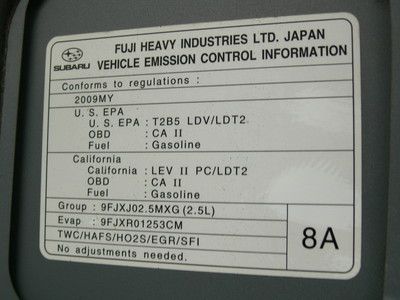 FUJI HEAVY INDUSTRIES LTD. JAPAN
SUBARU
VEHICLE EMISSION CONTROL INFORMATION
Conforms to regulations :
2009MY
U. S. EPA
U. S. EPA : T2B5 LDV/LDT2
OBD : CA II
Fuel : Gasoline
California
California : LEV II PC/LDT2
OBD : CA II
Fuel : Gasoline
Group : 9FJXJ02.5MXG (2.5L)
Evap : 9FJXR01253CM
TWC/HAFS/HO2S/EGR/SFI
No adjustments needed.
8A